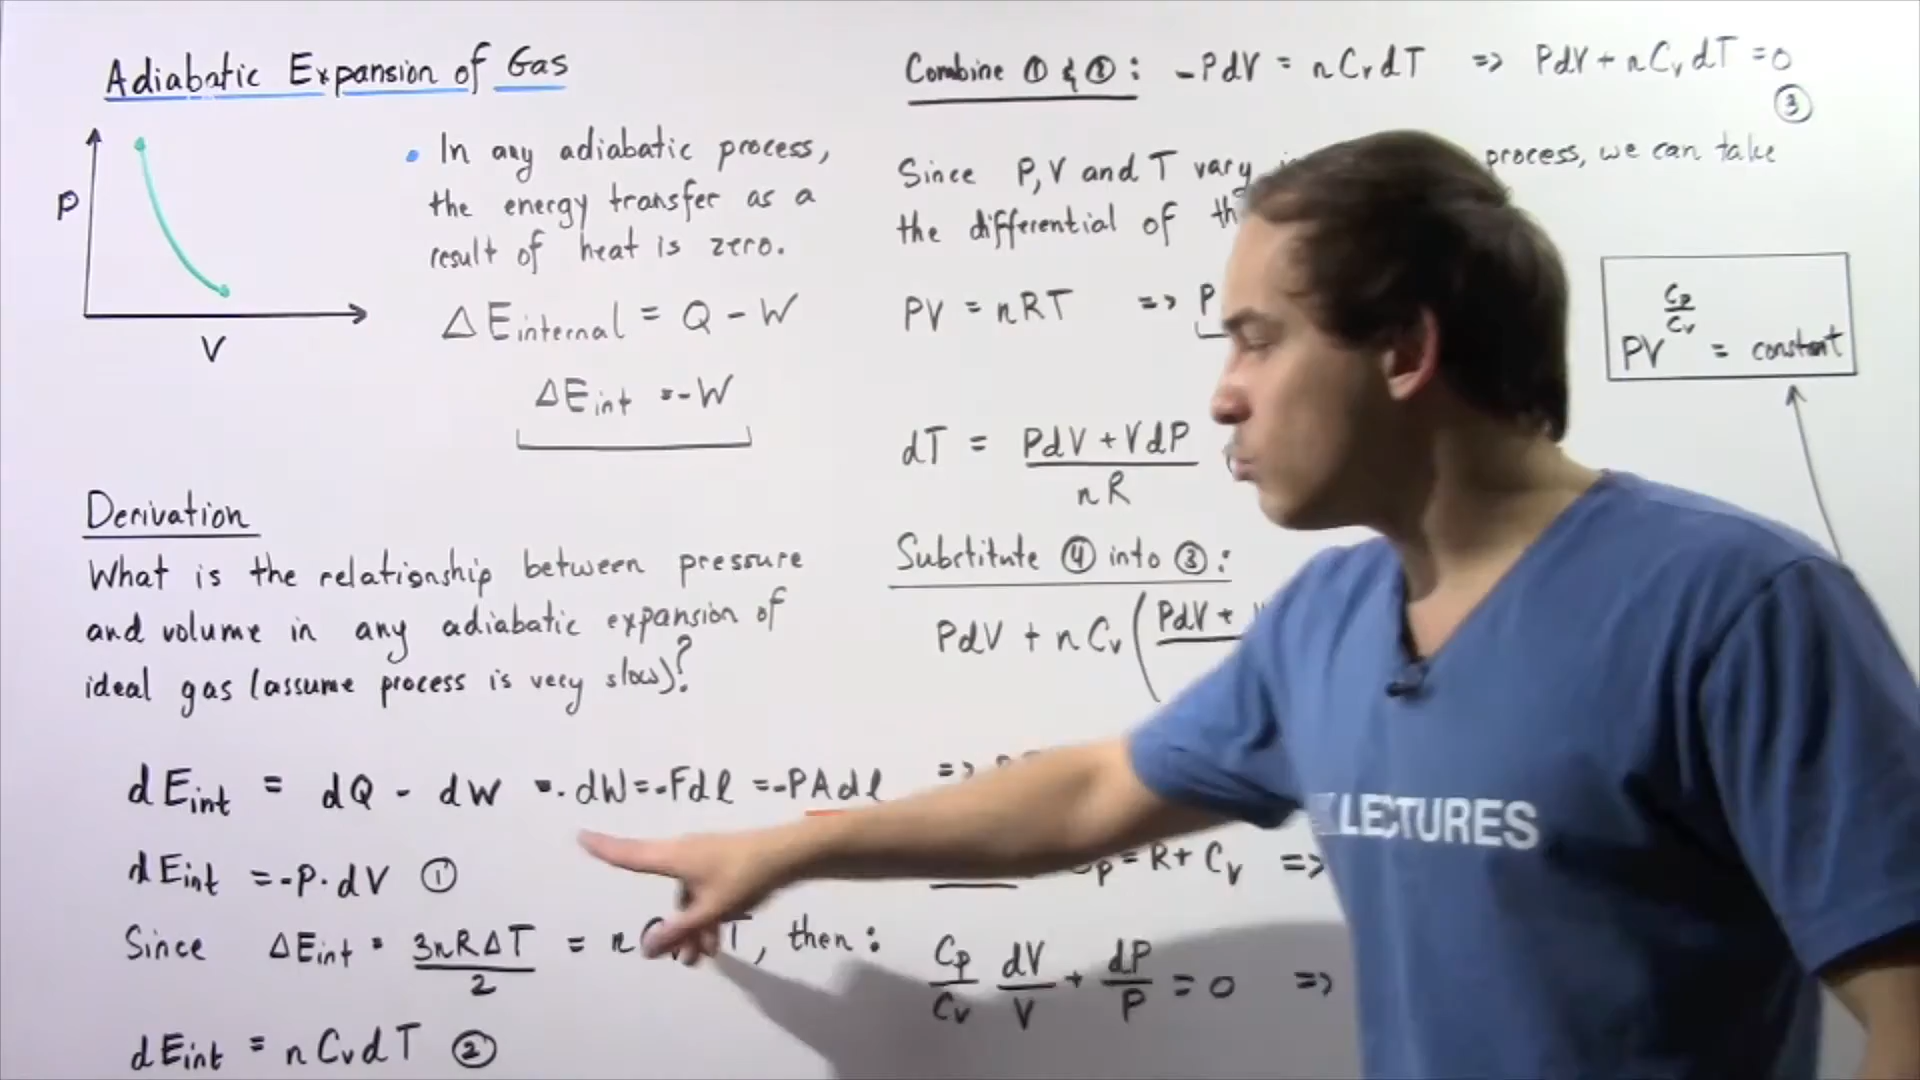 Adiabatic Expansion of Gas
P
V
• In any adiabatic process,
the energy transfer as a
result of heat is zero.
ΔEinternal = Q - W
ΔEint = -W
Derivation
What is the relationship between pressure
and volume in any adiabatic expansion of
ideal gas (assume process is very slow)?
dEint = dQ - dW = - dW = -Fdl = -PAdl
dEint = -P·dV ①
Since ΔEint = 3nRΔT/2 = n T, then:
dEint = nCvdT ②
Combine ① & ②: -PdV = nCvdT => PdV + nCvdT = 0
③
Since P, V and T vary process, we can take
the differential of
PV = nRT => P
dT = PdV + VdP / nR
Substitute ④ into ③:
PdV + nCv(PdV +
=>
= R + Cv =>
Cp/Cv dV/V + dP/P = 0 =>
PV^Cp/Cv = constant
LECTURES